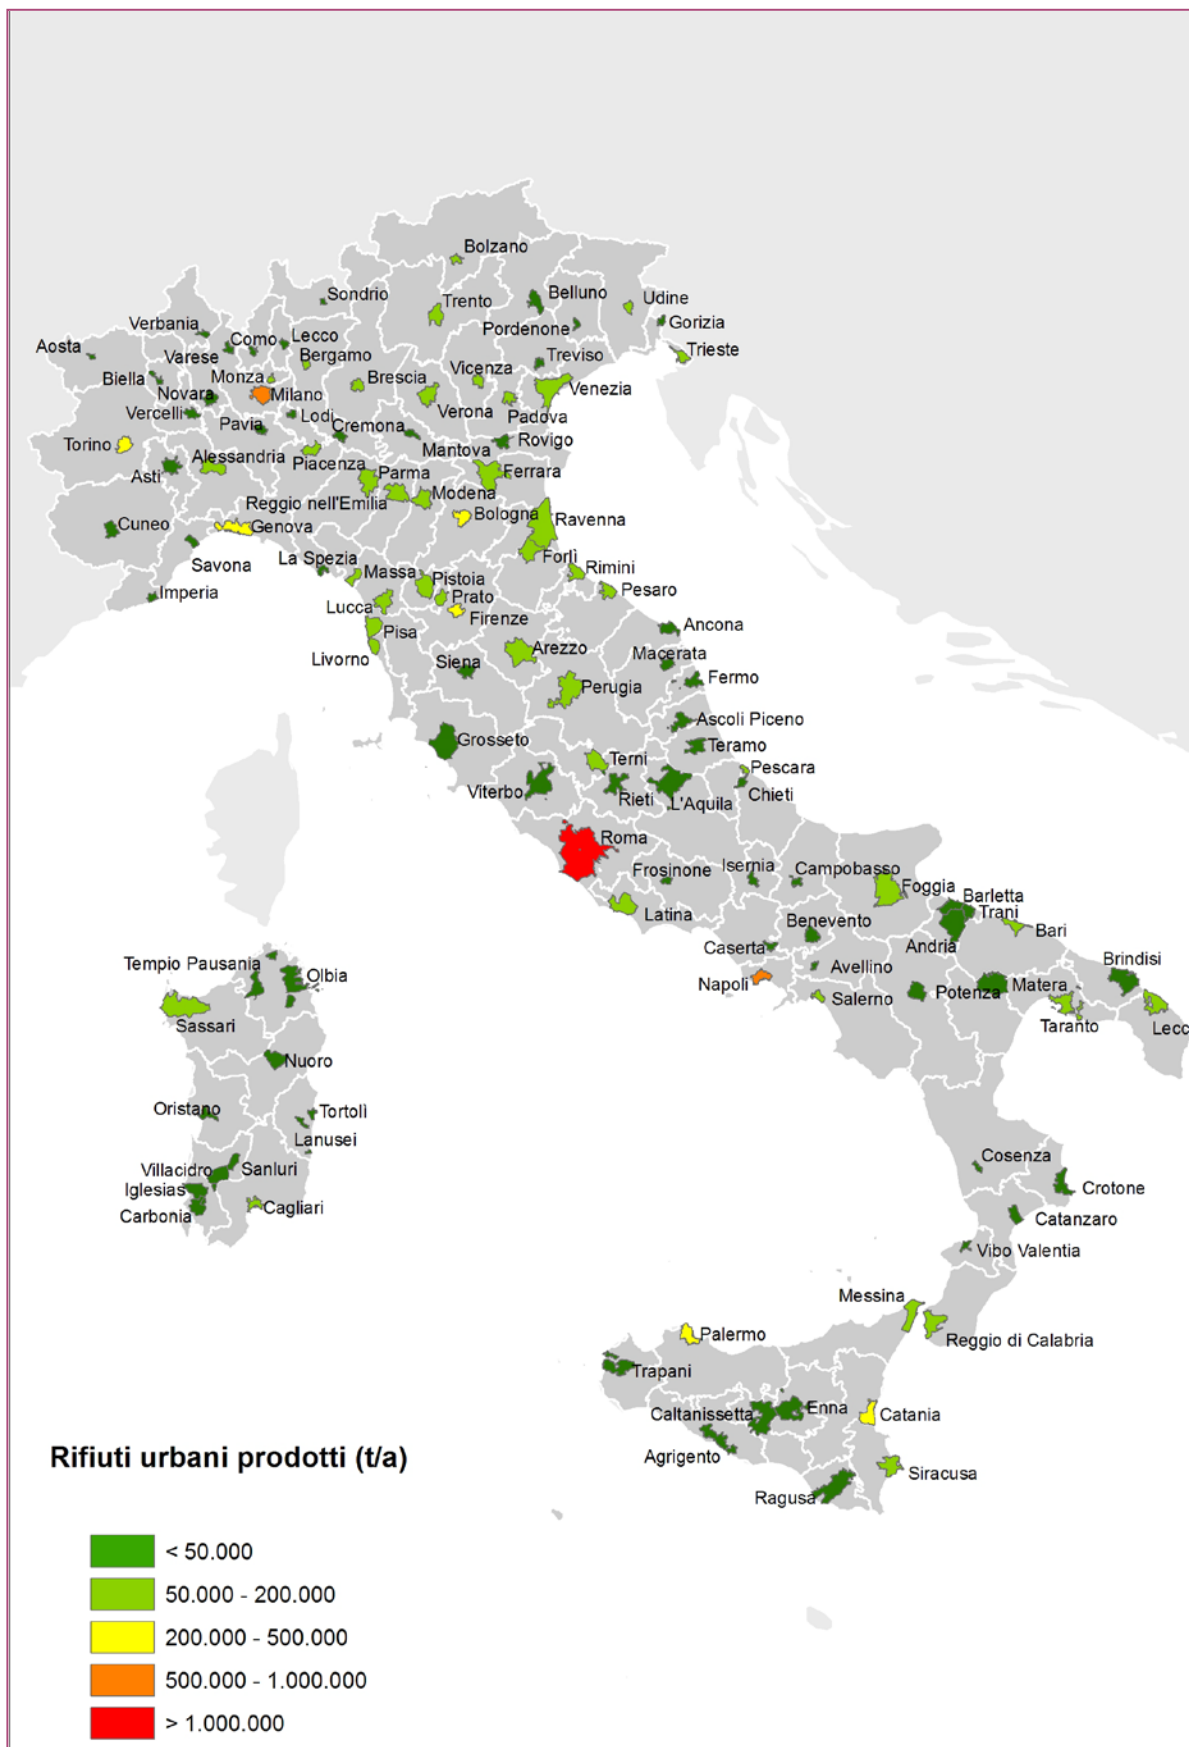 Bolzano
Sondrio
Trento
Belluno
Udine
Pordenone
Gorizia
Verbania
Como
Lecco
Aosta
Varese
Bergamo
Vicenza
Treviso
Trieste
Biella
Monza
Brescia
Venezia
Novara
Milano
Verona
Padova
Vercelli
Lodi
Pavia
Cremona
Rovigo
Torino
Mantova
Alessandria
Piacenza
Asti
Parma
Ferrara
Reggio nell'Emilia
Modena
Bologna
Ravenna
Cuneo
Genova
Savona
La Spezia
Forlì
Massa
Pistoia
Rimini
Imperia
Pesaro
Lucca
Prato
Firenze
Pisa
Ancona
Livorno
Siena
Arezzo
Macerata
Fermo
Perugia
Ascoli Piceno
Grosseto
Teramo
Terni
Pescara
Viterbo
Rieti
L'Aquila
Chieti
Roma
Frosinone
Isernia
Campobasso
Foggia
Barletta
Latina
Trani
Benevento
Bari
Andria
Caserta
Tempio Pausania
Olbia
Avellino
Brindisi
Napoli
Salerno
Potenza
Matera
Sassari
Taranto
Lecc
Nuoro
Oristano
Tortolì
Lanusei
Cosenza
Villacidro
Sanluri
Iglesias
Crotone
Carbonia
Cagliari
Catanzaro
Vibo Valentia
Messina
Palermo
Reggio di Calabria
Trapani
Enna
Caltanissetta
Catania
Agrigento
Siracusa
Ragusa
Rifiuti urbani prodotti (t/a)
< 50.000
50.000 - 200.000
200.000 - 500.000
500.000 - 1.000.000
> 1.000.000